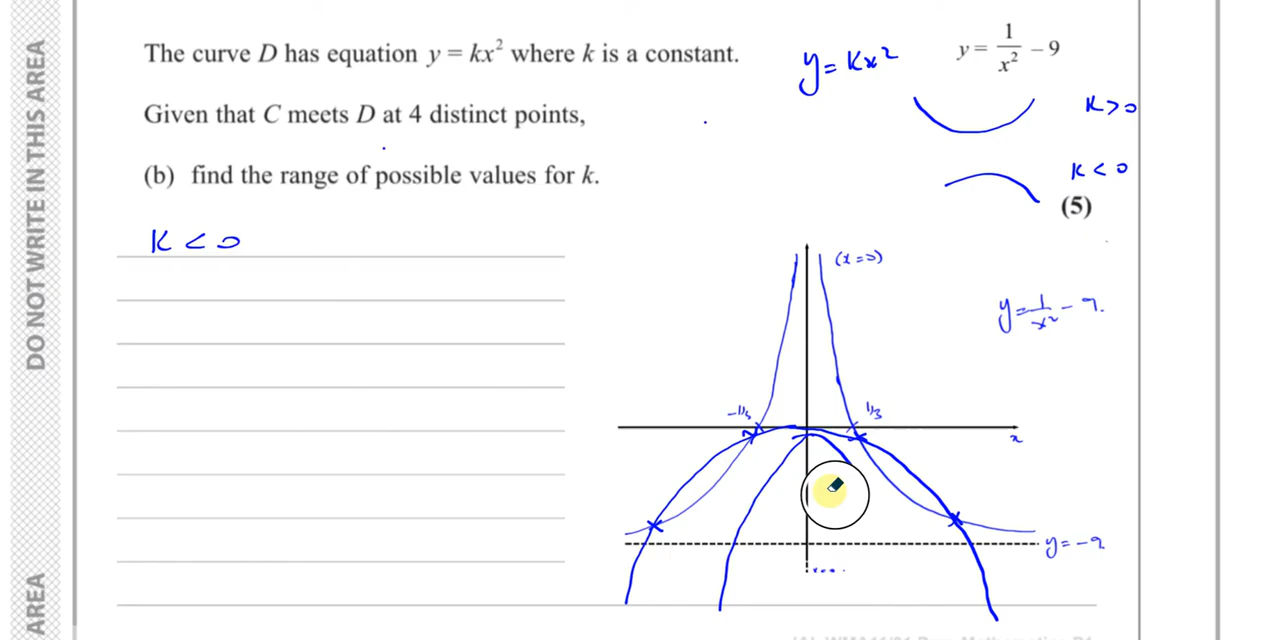 The curve D has equation y = kx² where k is a constant.
y = kx²
y = 1/x² – 9
Given that C meets D at 4 distinct points,
k > 0
(b) find the range of possible values for k.
k < 0
(5)
k < 0
(x = 0)
y = 1/x² – 9.
-1/3
1/3
x
y = -9
DO NOT WRITE IN THIS AREA
AREA